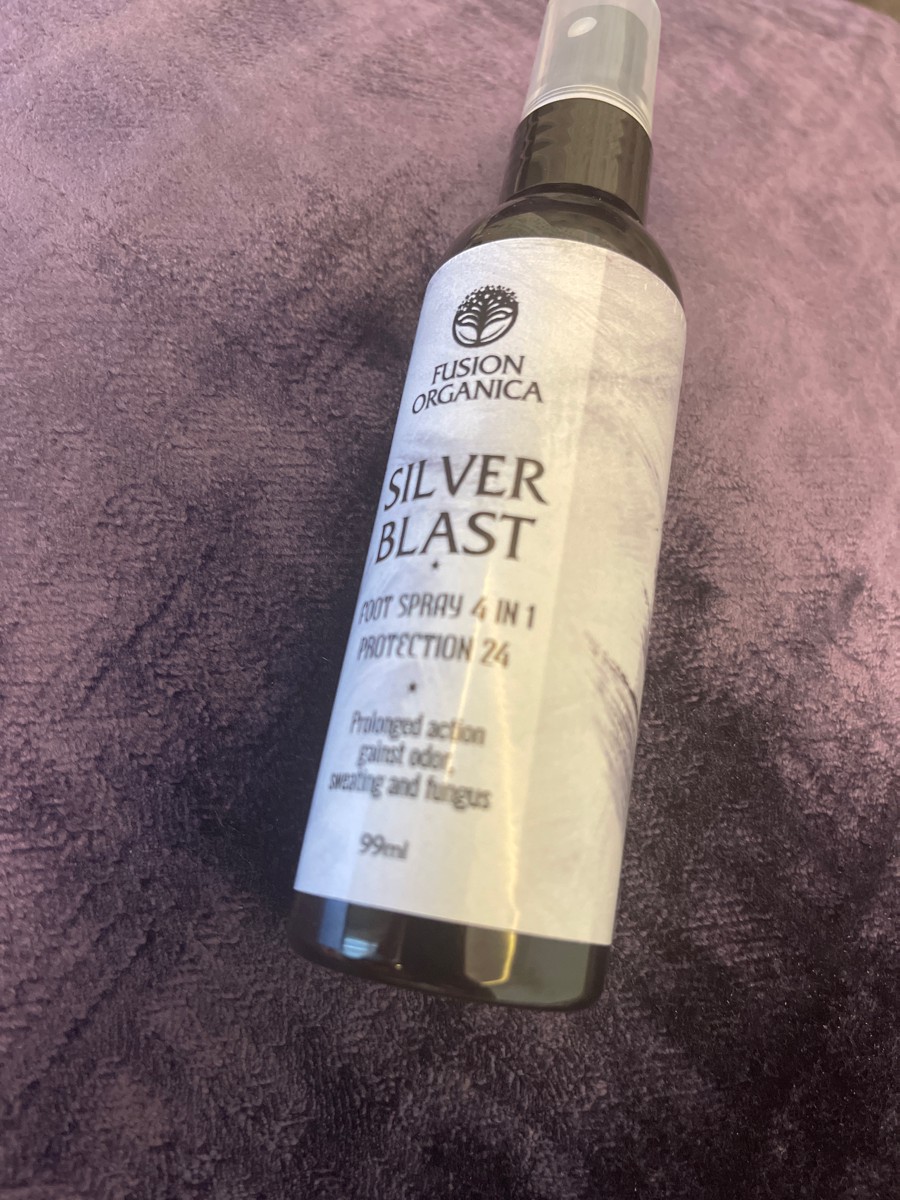 FUSION
ORGANICA
SILVER
BLAST
FOOT SPRAY 4 IN 1
PROTECTION 24
Prolonged action
gainst odor,
sweating and fungus
99ml